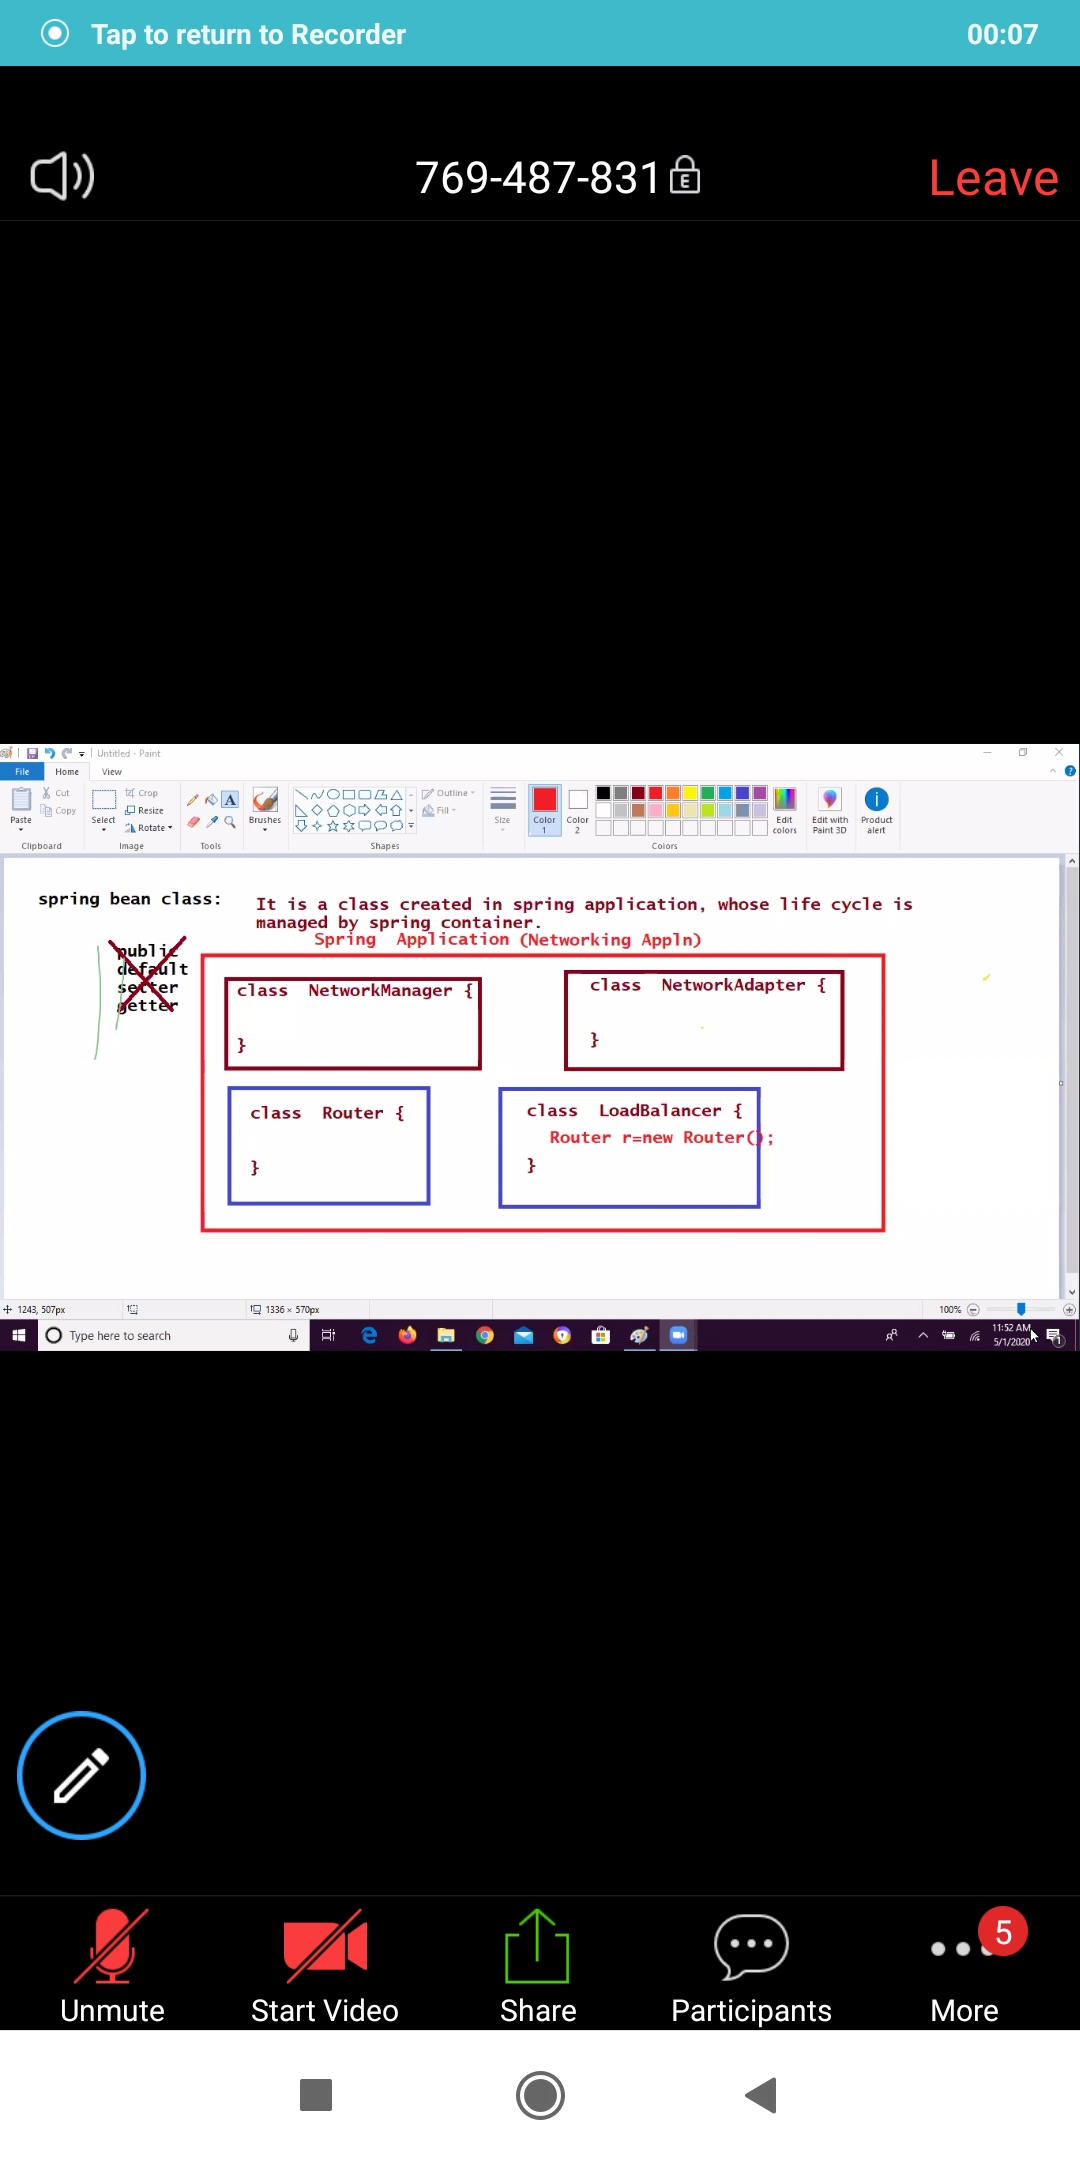 Tap to return to Recorder 00:07
769-487-831 Leave
Untitled - Paint
File Home View
Cut Crop Outline
Copy Resize Fill
Paste Select Rotate Brushes Size Color 1 Color 2 Edit colors Edit with Paint 3D Product alert
Clipboard Image Tools Shapes Colors
spring bean class: It is a class created in spring application, whose life cycle is
managed by spring container.
Spring Application (Networking Appln)
public
default
setter
getter
class NetworkManager { class NetworkAdapter {
} }
class Router { class LoadBalancer {
Router r=new Router();
} }
1243, 507px 1336 × 570px 100%
Type here to search 11:52 AM
5/1/2020 1
5
Unmute Start Video Share Participants More